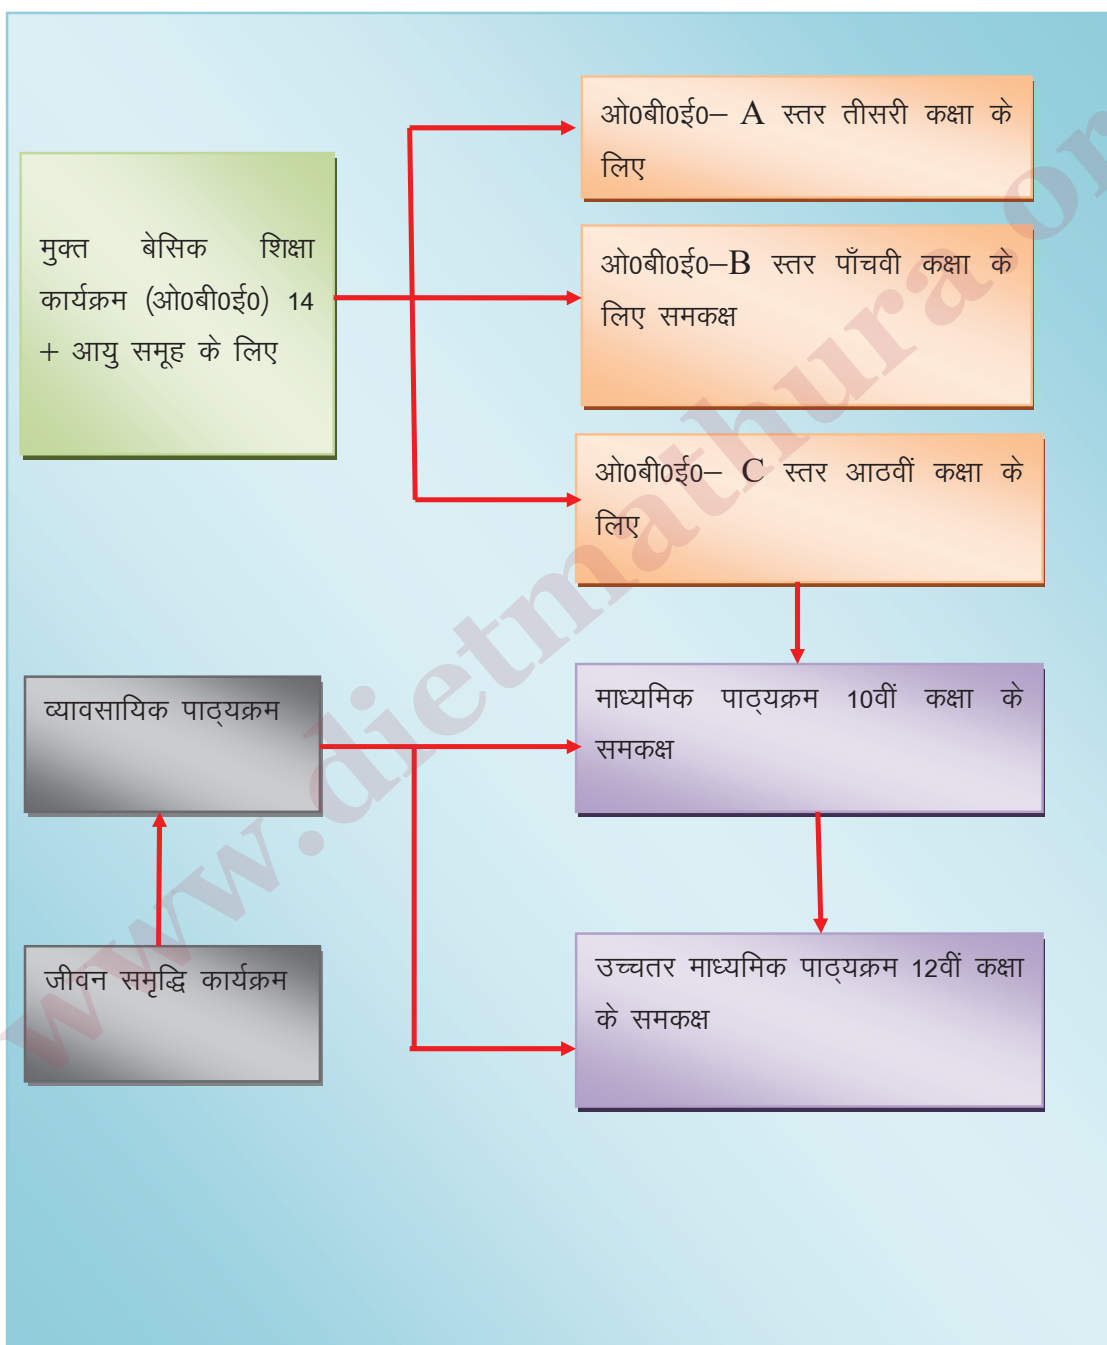 ओ0बी0ई0– A स्तर तीसरी कक्षा के
लिए
मुक्त बेसिक शिक्षा
कार्यक्रम (ओ0बी0ई0) 14
+ आयु समूह के लिए
ओ0बी0ई0–B स्तर पाँचवी कक्षा के
लिए समकक्ष
ओ0बी0ई0– C स्तर आठवीं कक्षा के
लिए
व्यावसायिक पाठ्यक्रम
माध्यमिक पाठ्यक्रम 10वीं कक्षा के
समकक्ष
जीवन समृद्धि कार्यक्रम
उच्चतर माध्यमिक पाठ्यक्रम 12वीं कक्षा
के समकक्ष
www.dietmathura.or